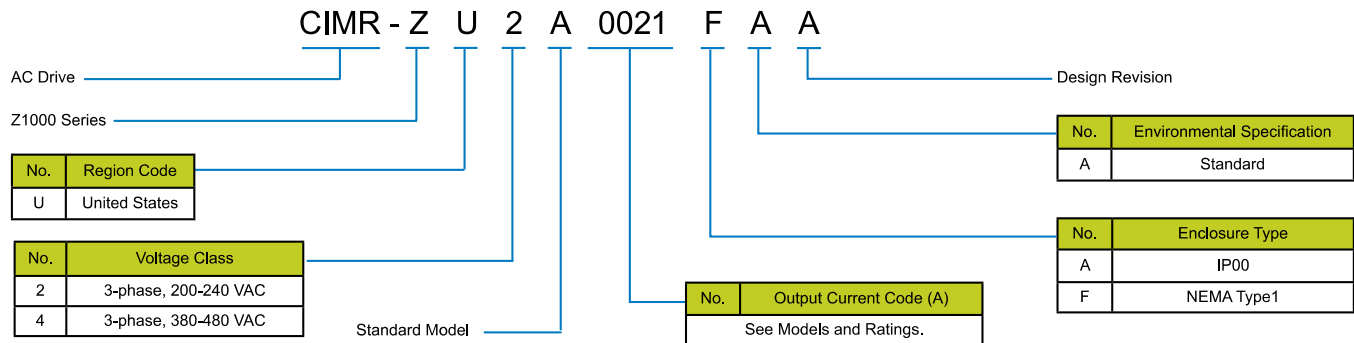 CIMR - Z U 2 A 0021 F A A
AC Drive
Design Revision
Z1000 Series
No. Environmental Specification
A Standard
No. Region Code
U United States
No. Enclosure Type
A IP00
F NEMA Type1
No. Voltage Class
2 3-phase, 200-240 VAC
4 3-phase, 380-480 VAC
No. Output Current Code (A)
See Models and Ratings.
Standard Model